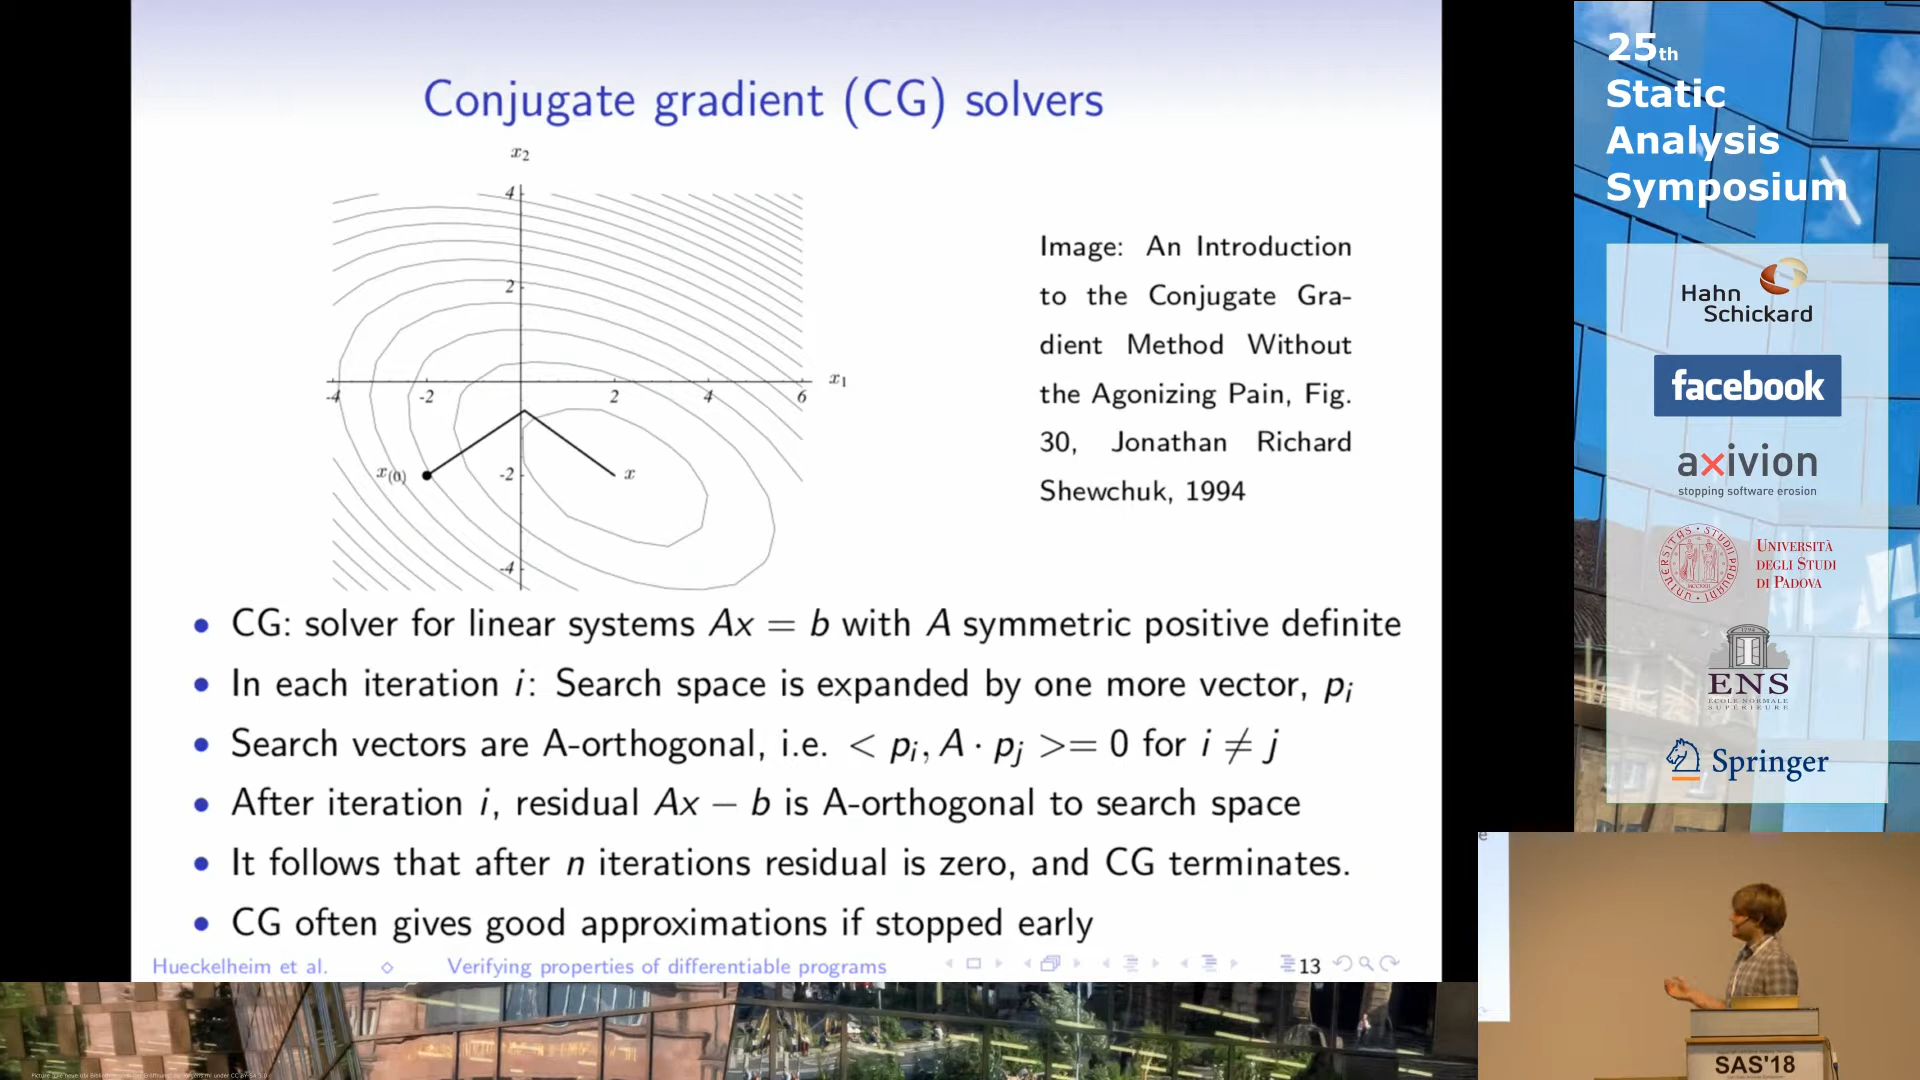 Conjugate gradient (CG) solvers
x2
4
2
-4
-2
2
4
6
x1
x(0)
-2
x
-4
Image: An Introduction
to the Conjugate Gra-
dient Method Without
the Agonizing Pain, Fig.
30, Jonathan Richard
Shewchuk, 1994
• CG: solver for linear systems Ax = b with A symmetric positive definite
• In each iteration i: Search space is expanded by one more vector, pi
• Search vectors are A-orthogonal, i.e. < pi, A · pj >= 0 for i ≠ j
• After iteration i, residual Ax − b is A-orthogonal to search space
• It follows that after n iterations residual is zero, and CG terminates.
• CG often gives good approximations if stopped early
Hueckelheim et al. ◇ Verifying properties of differentiable programs 13
25th
Static
Analysis
Symposium
Hahn
Schickard
facebook
axivion
stopping software erosion
UNIVERSITÀ
DEGLI STUDI
DI PADOVA
ENS
ECOLE NORMALE
SUPERIEURE
Springer
SAS'18